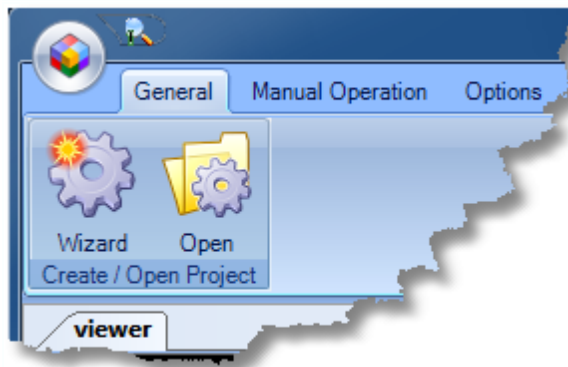 General Manual Operation Options
Wizard Open
Create / Open Project
viewer